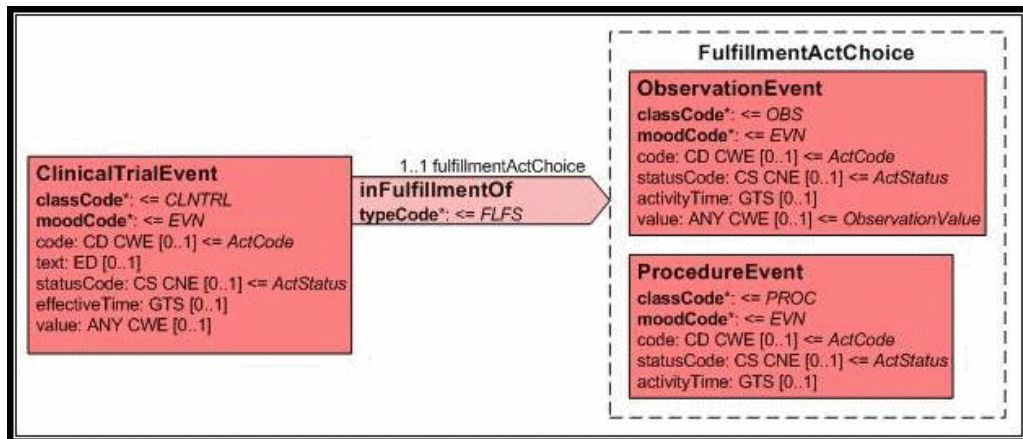 ClinicalTrialEvent
classCode*: <= CLNTRL
moodCode*: <= EVN
code: CD CWE [0..1] <= ActCode
text: ED [0..1]
statusCode: CS CNE [0..1] <= ActStatus
effectiveTime: GTS [0..1]
value: ANY CWE [0..1]
1..1 fulfillmentActChoice
inFulfillmentOf
typeCode*: <= FLFS
FulfillmentActChoice
ObservationEvent
classCode*: <= OBS
moodCode*: <= EVN
code: CD CWE [0..1] <= ActCode
statusCode: CS CNE [0..1] <= ActStatus
activityTime: GTS [0..1]
value: ANY CWE [0..1] <= ObservationValue
ProcedureEvent
classCode*: <= PROC
moodCode*: <= EVN
code: CD CWE [0..1] <= ActCode
statusCode: CS CNE [0..1] <= ActStatus
activityTime: GTS [0..1]